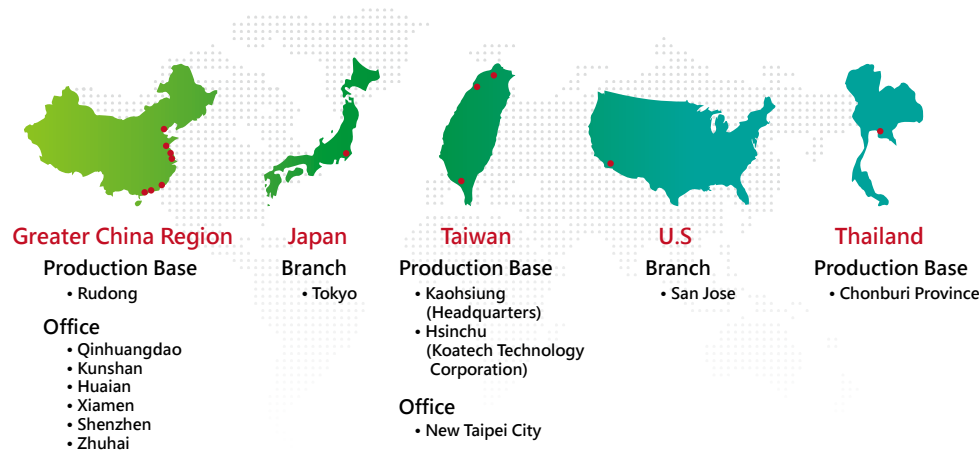 Greater China Region
Production Base
• Rudong
Office
• Qinhuangdao
• Kunshan
• Huaian
• Xiamen
• Shenzhen
• Zhuhai
Japan
Branch
• Tokyo
Taiwan
Production Base
• Kaohsiung
(Headquarters)
• Hsinchu
(Koatech Technology
Corporation)
Office
• New Taipei City
U.S
Branch
• San Jose
Thailand
Production Base
• Chonburi Province